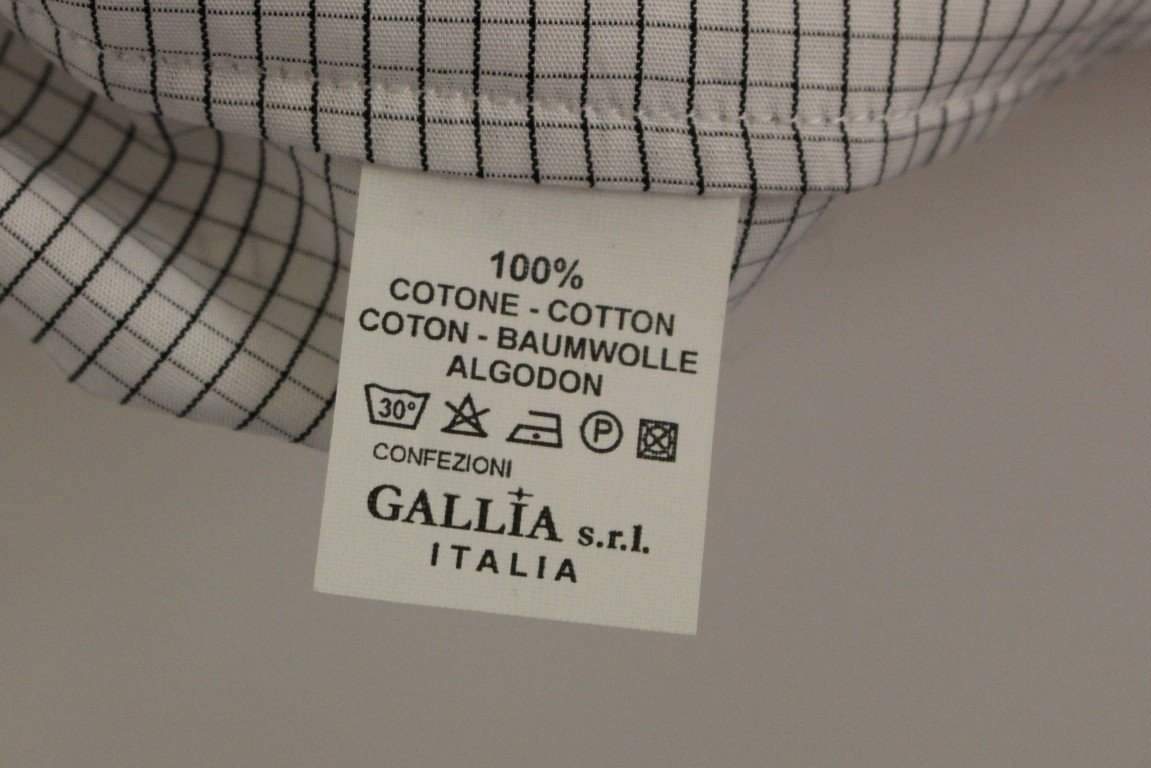 100%
COTONE - COTTON
COTON - BAUMWOLLE
ALGODON
30° P
CONFEZIONI
GALLIA s.r.l.
ITALIA